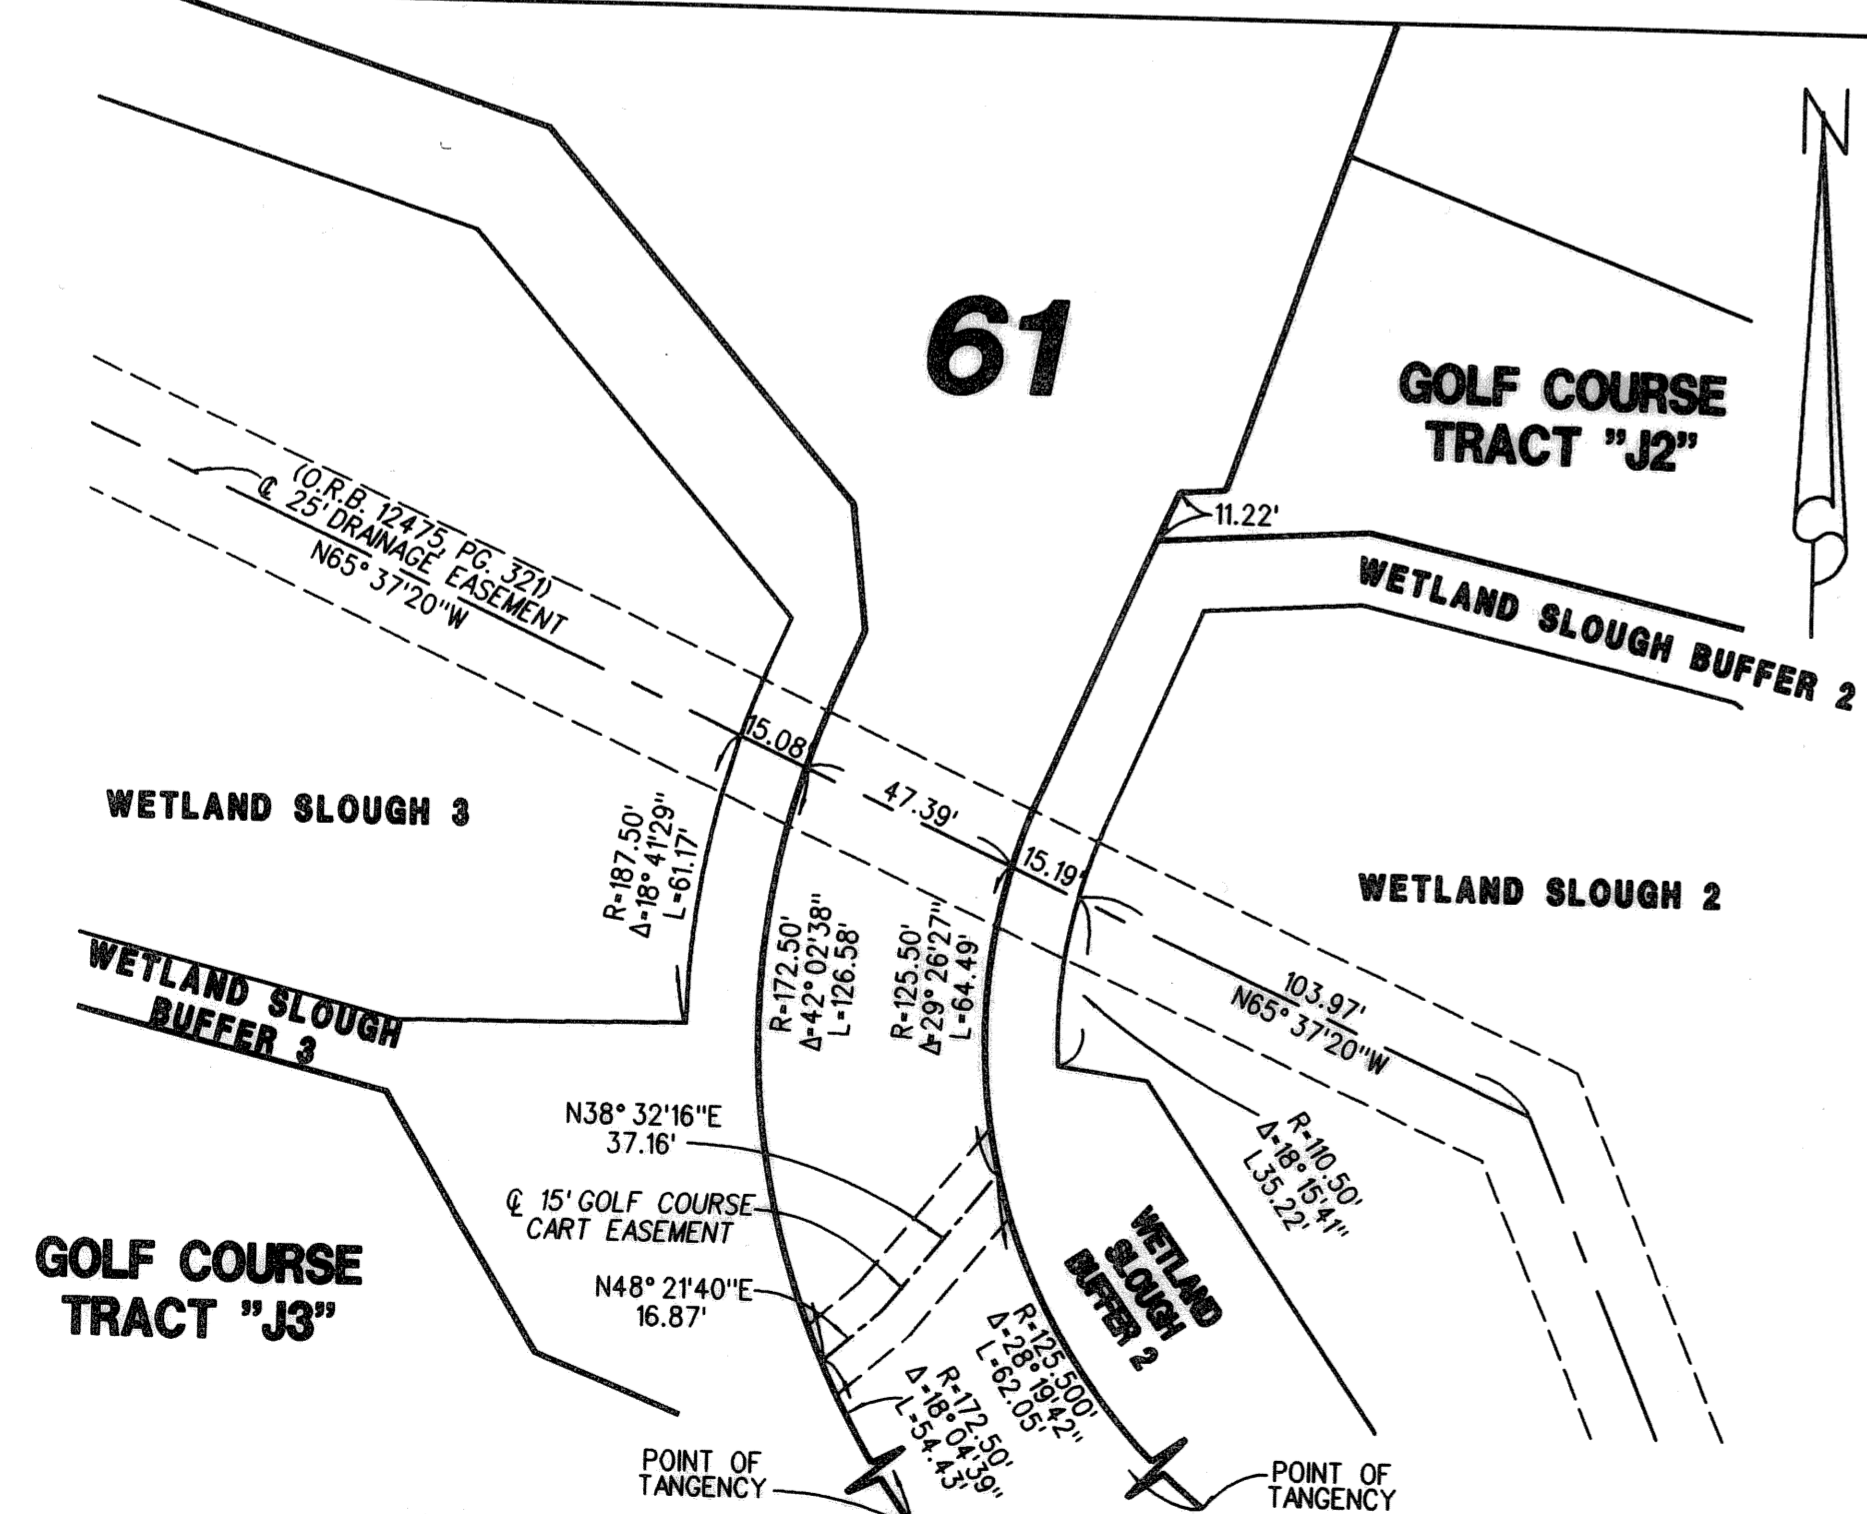 N
61
GOLF COURSE
TRACT "J2"
11.22'
(O.R.B. 12475, PG. 321)
℄ 25' DRAINAGE EASEMENT
N65°37'20"W
WETLAND SLOUGH BUFFER 2
15.08'
47.39'
15.19'
WETLAND SLOUGH 3
WETLAND SLOUGH 2
R=187.50'
Δ=18°41'29"
L=61.17'
R=172.50'
Δ=42°02'38"
L=126.58'
R=125.50'
Δ=29°26'27"
L=64.49'
103.97'
N65°37'20"W
WETLAND SLOUGH
BUFFER 3
N38°32'16"E
37.16'
R=110.50'
Δ=18°15'41"
L35.22'
℄ 15' GOLF COURSE
CART EASEMENT
WETLAND
SLOUGH
BUFFER 2
GOLF COURSE
TRACT "J3"
N48°21'40"E
16.87'
R=125.500'
Δ=28°19'42"
L=62.05'
R=172.50'
Δ=18°04'39"
L=54.43'
POINT OF
TANGENCY
POINT OF
TANGENCY